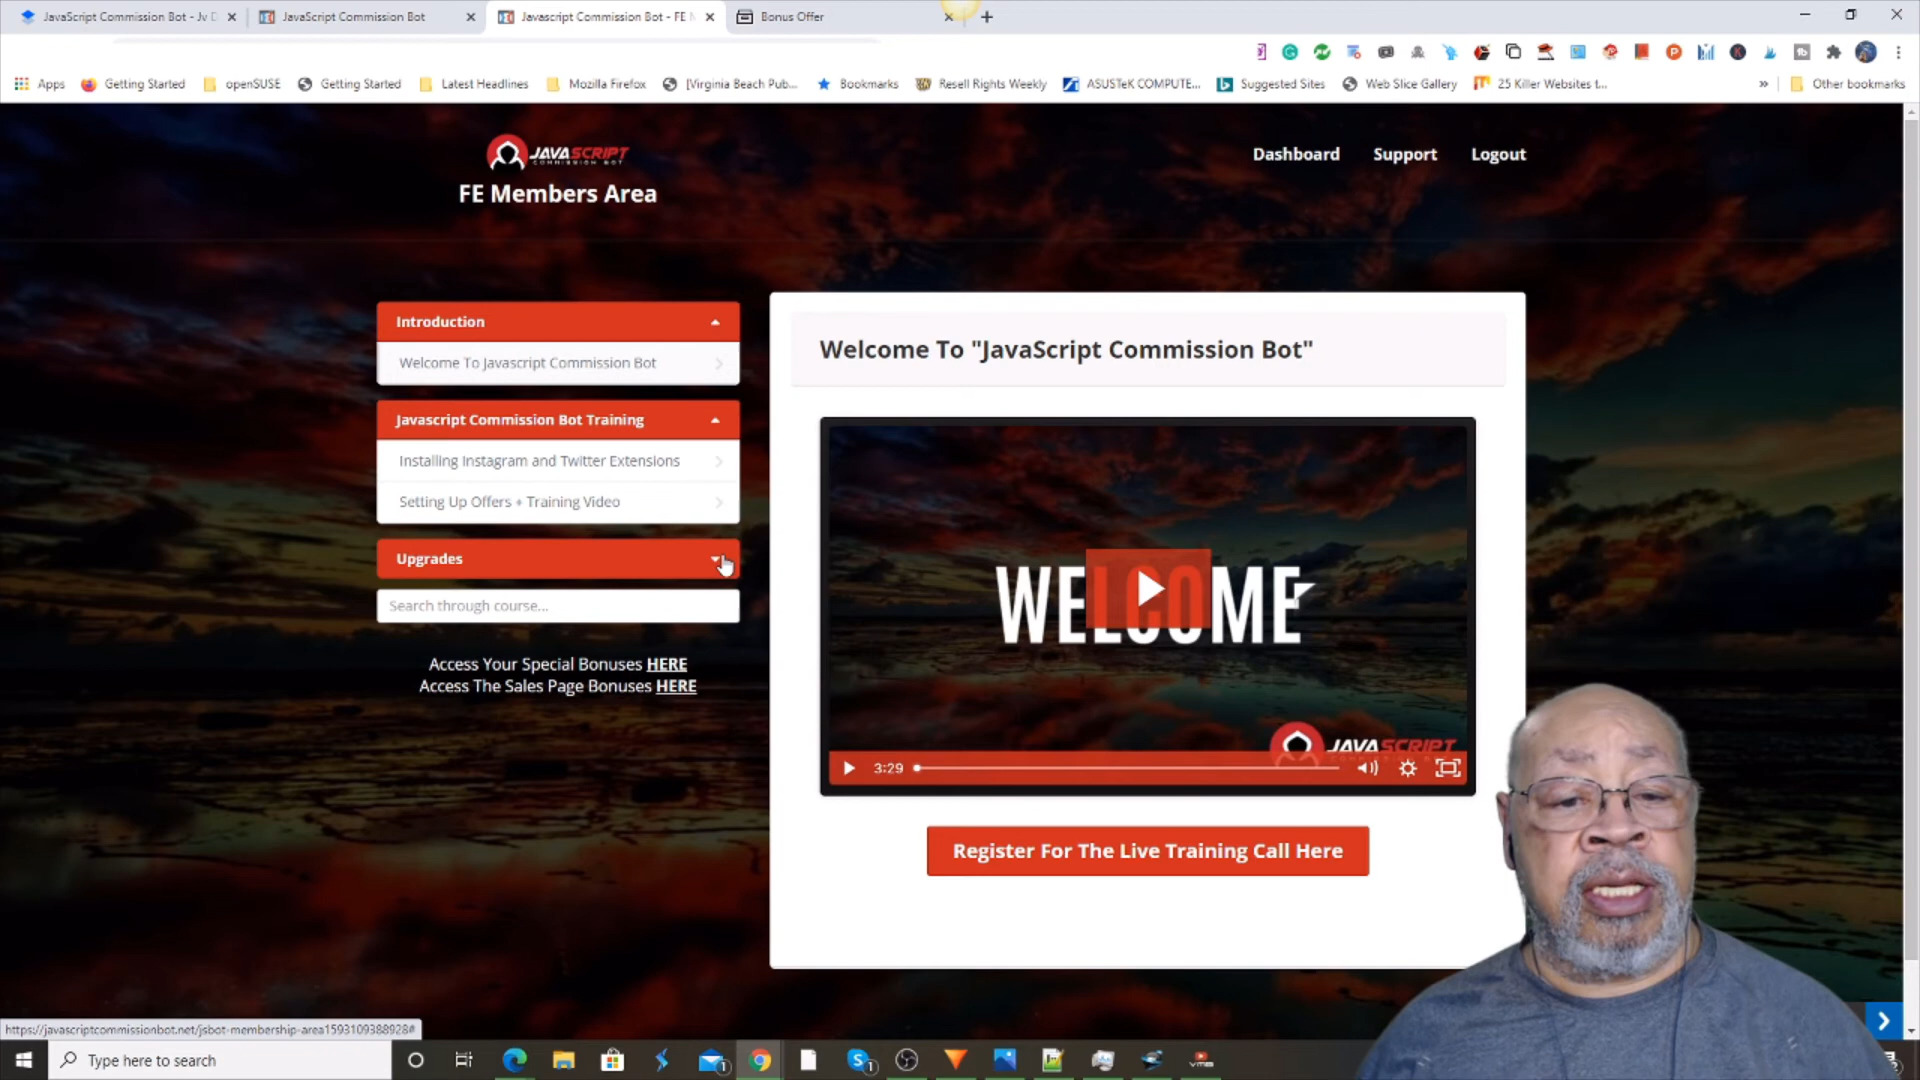 JavaScript Commission Bot - Jv D
JavaScript Commission Bot
Javascript Commission Bot - FE M
Bonus Offer
Apps
Getting Started
openSUSE
Getting Started
Latest Headlines
Mozilla Firefox
[Virginia Beach Pub...
Bookmarks
Resell Rights Weekly
ASUSTeK COMPUTE...
Suggested Sites
Web Slice Gallery
25 Killer Websites t...
»
Other bookmarks
JAVASCRIPT
COMMISSION BOT
FE Members Area
Dashboard
Support
Logout
Introduction
Welcome To Javascript Commission Bot
Javascript Commission Bot Training
Installing Instagram and Twitter Extensions
Setting Up Offers + Training Video
Upgrades
Search through course...
Access Your Special Bonuses HERE
Access The Sales Page Bonuses HERE
Welcome To "JavaScript Commission Bot"
WELCOME
JAVASCRIPT
3:29
Register For The Live Training Call Here
https://javascriptcommissionbot.net/jsbot-membership-area1593109388928#
Type here to search